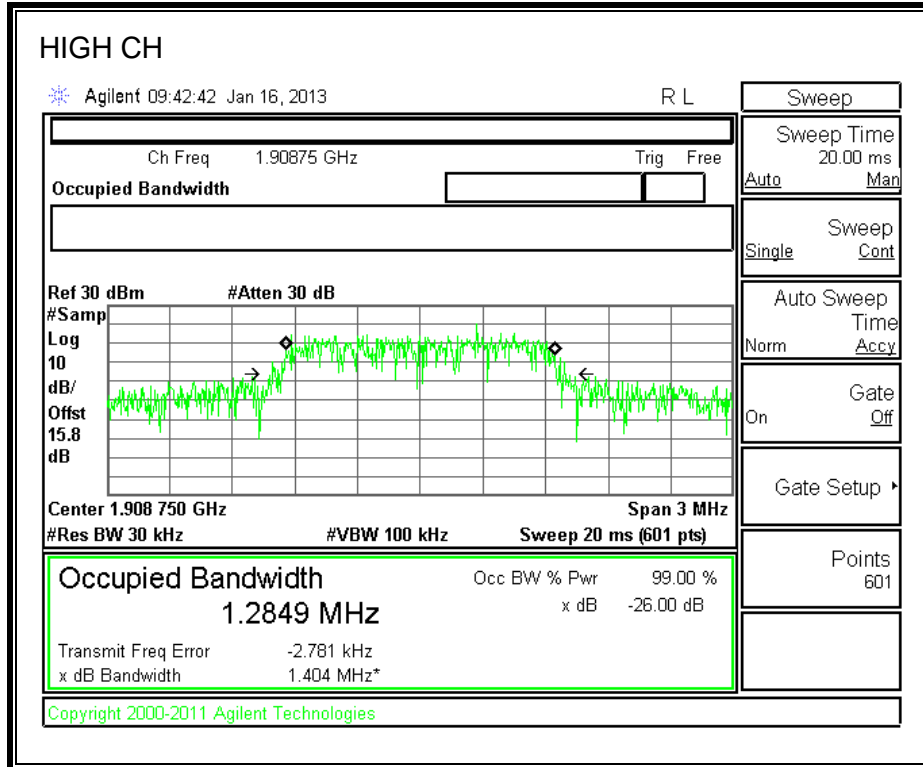 HIGH CH
Agilent 09:42:42 Jan 16, 2013 R L
Ch Freq 1.90875 GHz Trig Free
Occupied Bandwidth
Ref 30 dBm #Atten 30 dB
#Samp
Log
10
dB/
Offst
15.8
dB
Center 1.908 750 GHz Span 3 MHz
#Res BW 30 kHz #VBW 100 kHz Sweep 20 ms (601 pts)
Occupied Bandwidth Occ BW % Pwr 99.00 %
1.2849 MHz x dB -26.00 dB
Transmit Freq Error -2.781 kHz
x dB Bandwidth 1.404 MHz*
Copyright 2000-2011 Agilent Technologies
Sweep
Sweep Time
20.00 ms
Auto Man
Sweep
Single Cont
Auto Sweep
Time
Norm Accy
Gate
On Off
Gate Setup
Points
601